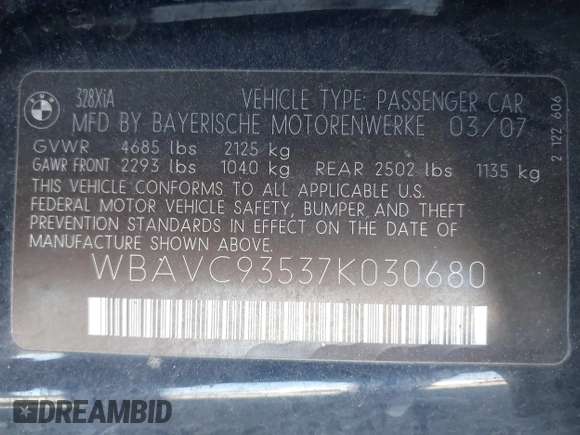 BMW
328XiA VEHICLE TYPE: PASSENGER CAR
MFD BY BAYERISCHE MOTORENWERKE 03/07
GVWR 4685 lbs 2125 kg
GAWR FRONT 2293 lbs 1040 kg REAR 2502 lbs 1135 kg
THIS VEHICLE CONFORMS TO ALL APPLICABLE U.S.
FEDERAL MOTOR VEHICLE SAFETY, BUMPER AND THEFT
PREVENTION STANDARDS IN EFFECT ON THE DATE OF
MANUFACTURE SHOWN ABOVE.
WBAVC93537K030680
2 122 606
DREAMBID